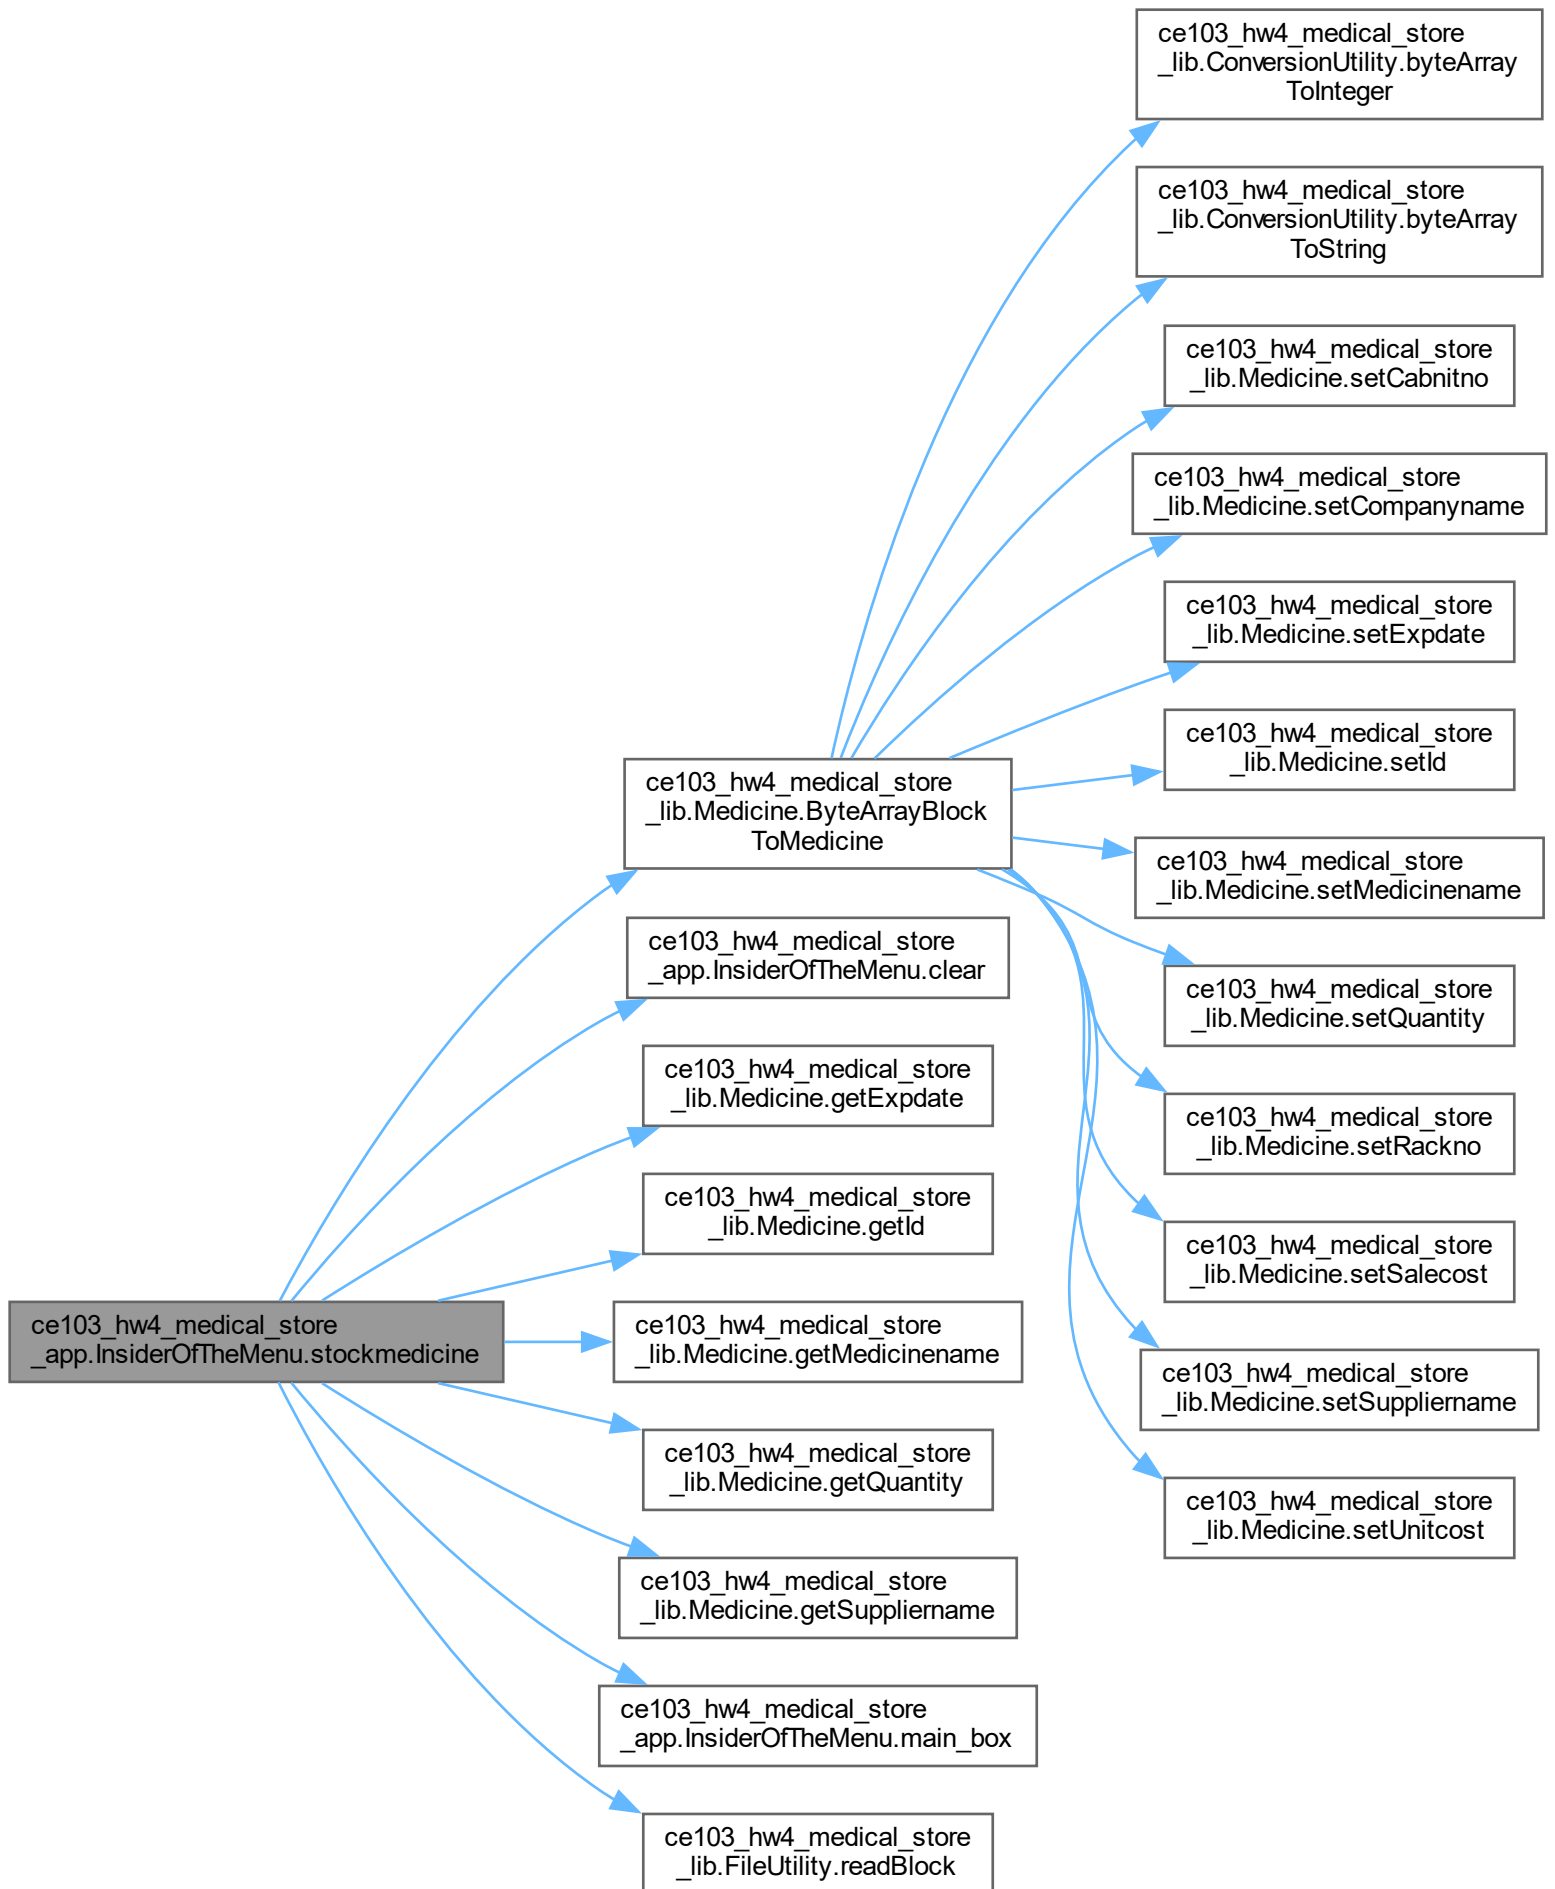 ce103_hw4_medical_store
_app.InsiderOfTheMenu.stockmedicine
ce103_hw4_medical_store
_lib.Medicine.ByteArrayBlock
ToMedicine
ce103_hw4_medical_store
_app.InsiderOfTheMenu.clear
ce103_hw4_medical_store
_lib.Medicine.getExpdate
ce103_hw4_medical_store
_lib.Medicine.getId
ce103_hw4_medical_store
_lib.Medicine.getMedicinename
ce103_hw4_medical_store
_lib.Medicine.getQuantity
ce103_hw4_medical_store
_lib.Medicine.getSuppliername
ce103_hw4_medical_store
_app.InsiderOfTheMenu.main_box
ce103_hw4_medical_store
_lib.FileUtility.readBlock
ce103_hw4_medical_store
_lib.ConversionUtility.byteArray
ToInteger
ce103_hw4_medical_store
_lib.ConversionUtility.byteArray
ToString
ce103_hw4_medical_store
_lib.Medicine.setCabnitno
ce103_hw4_medical_store
_lib.Medicine.setCompanyname
ce103_hw4_medical_store
_lib.Medicine.setExpdate
ce103_hw4_medical_store
_lib.Medicine.setId
ce103_hw4_medical_store
_lib.Medicine.setMedicinename
ce103_hw4_medical_store
_lib.Medicine.setQuantity
ce103_hw4_medical_store
_lib.Medicine.setRackno
ce103_hw4_medical_store
_lib.Medicine.setSalecost
ce103_hw4_medical_store
_lib.Medicine.setSuppliername
ce103_hw4_medical_store
_lib.Medicine.setUnitcost